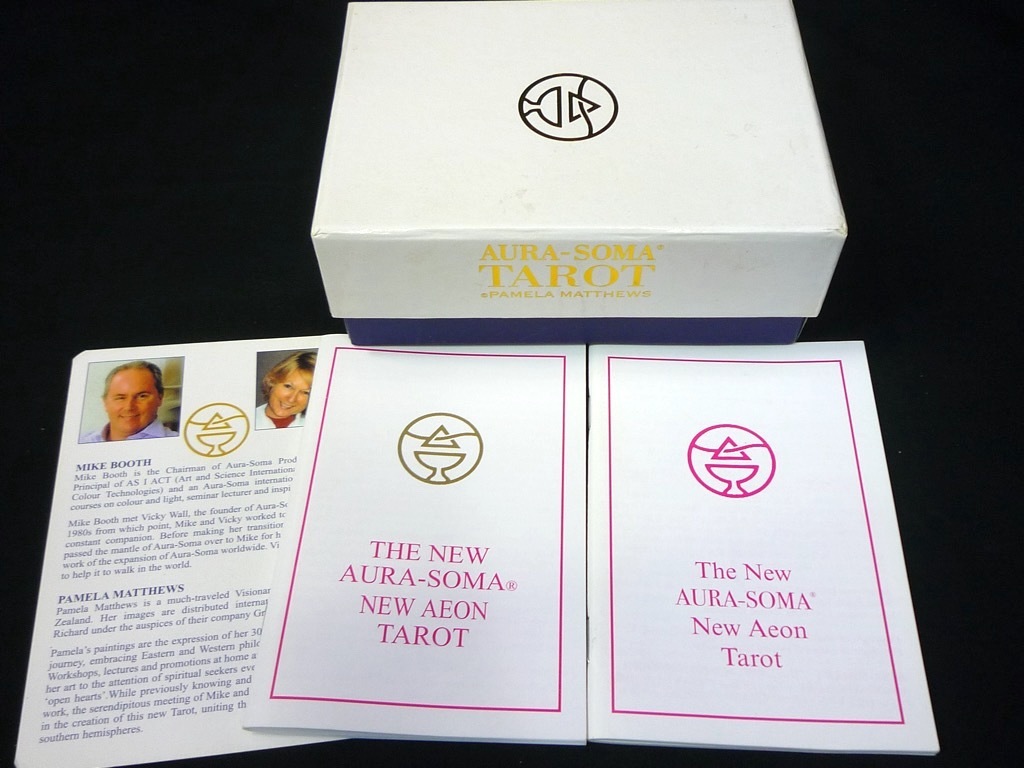 AURA-SOMA®
TAROT
©PAMELA MATTHEWS
MIKE BOOTH
Mike Booth is the Chairman of Aura-Soma Prod
Principal of AS I ACT (Art and Science Internationa
Colour Technologies) and an Aura-Soma internatio
courses on colour and light, seminar lecturer and inspi
Mike Booth met Vicky Wall, the founder of Aura-So
1980s from which point, Mike and Vicky worked to
constant companion. Before making her transition
passed the mantle of Aura-Soma over to Mike for h
work of the expansion of Aura-Soma worldwide. Vi
to help it to walk in the world.
PAMELA MATTHEWS
Pamela Matthews is a much-traveled Visionar
Zealand. Her images are distributed internat
Richard under the auspices of their company Gr
Pamela's paintings are the expression of her 30
journey, embracing Eastern and Western philo
Workshops, lectures and promotions at home a
her art to the attention of spiritual seekers eve
'open hearts'.While previously knowing and
work, the serendipitous meeting of Mike and
in the creation of this new Tarot, uniting th
southern hemispheres.
THE NEW
AURA-SOMA®
NEW AEON
TAROT
The New
AURA-SOMA®
New Aeon
Tarot